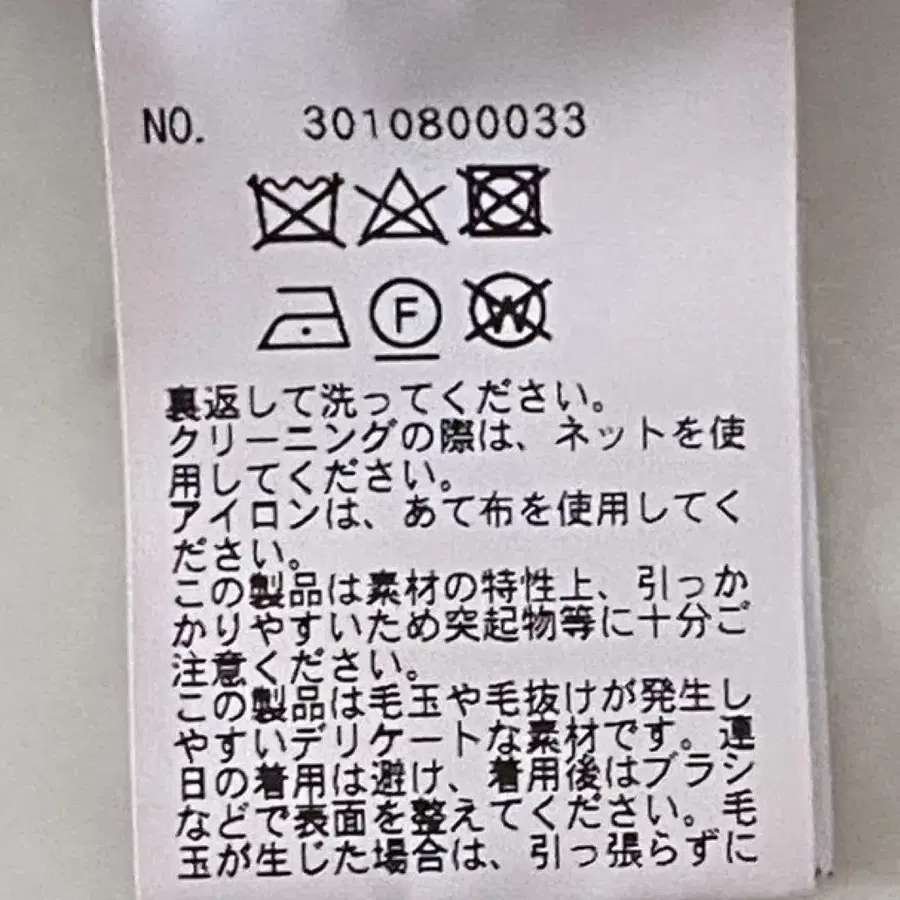 NO. 3010800033
F
W
裏返して洗ってください。
クリーニングの際は、ネットを使
用してください。
アイロンは、あて布を使用してく
ださい。
この製品は素材の特性上、引っか
かりやすいため突起物等に十分ご
注意ください。
この製品は毛玉や毛抜けが発生し
やすいデリケートな素材です。連
日の着用は避け、着用後はブラシ
などで表面を整えてください。毛
玉が生じた場合は、引っ張らずに